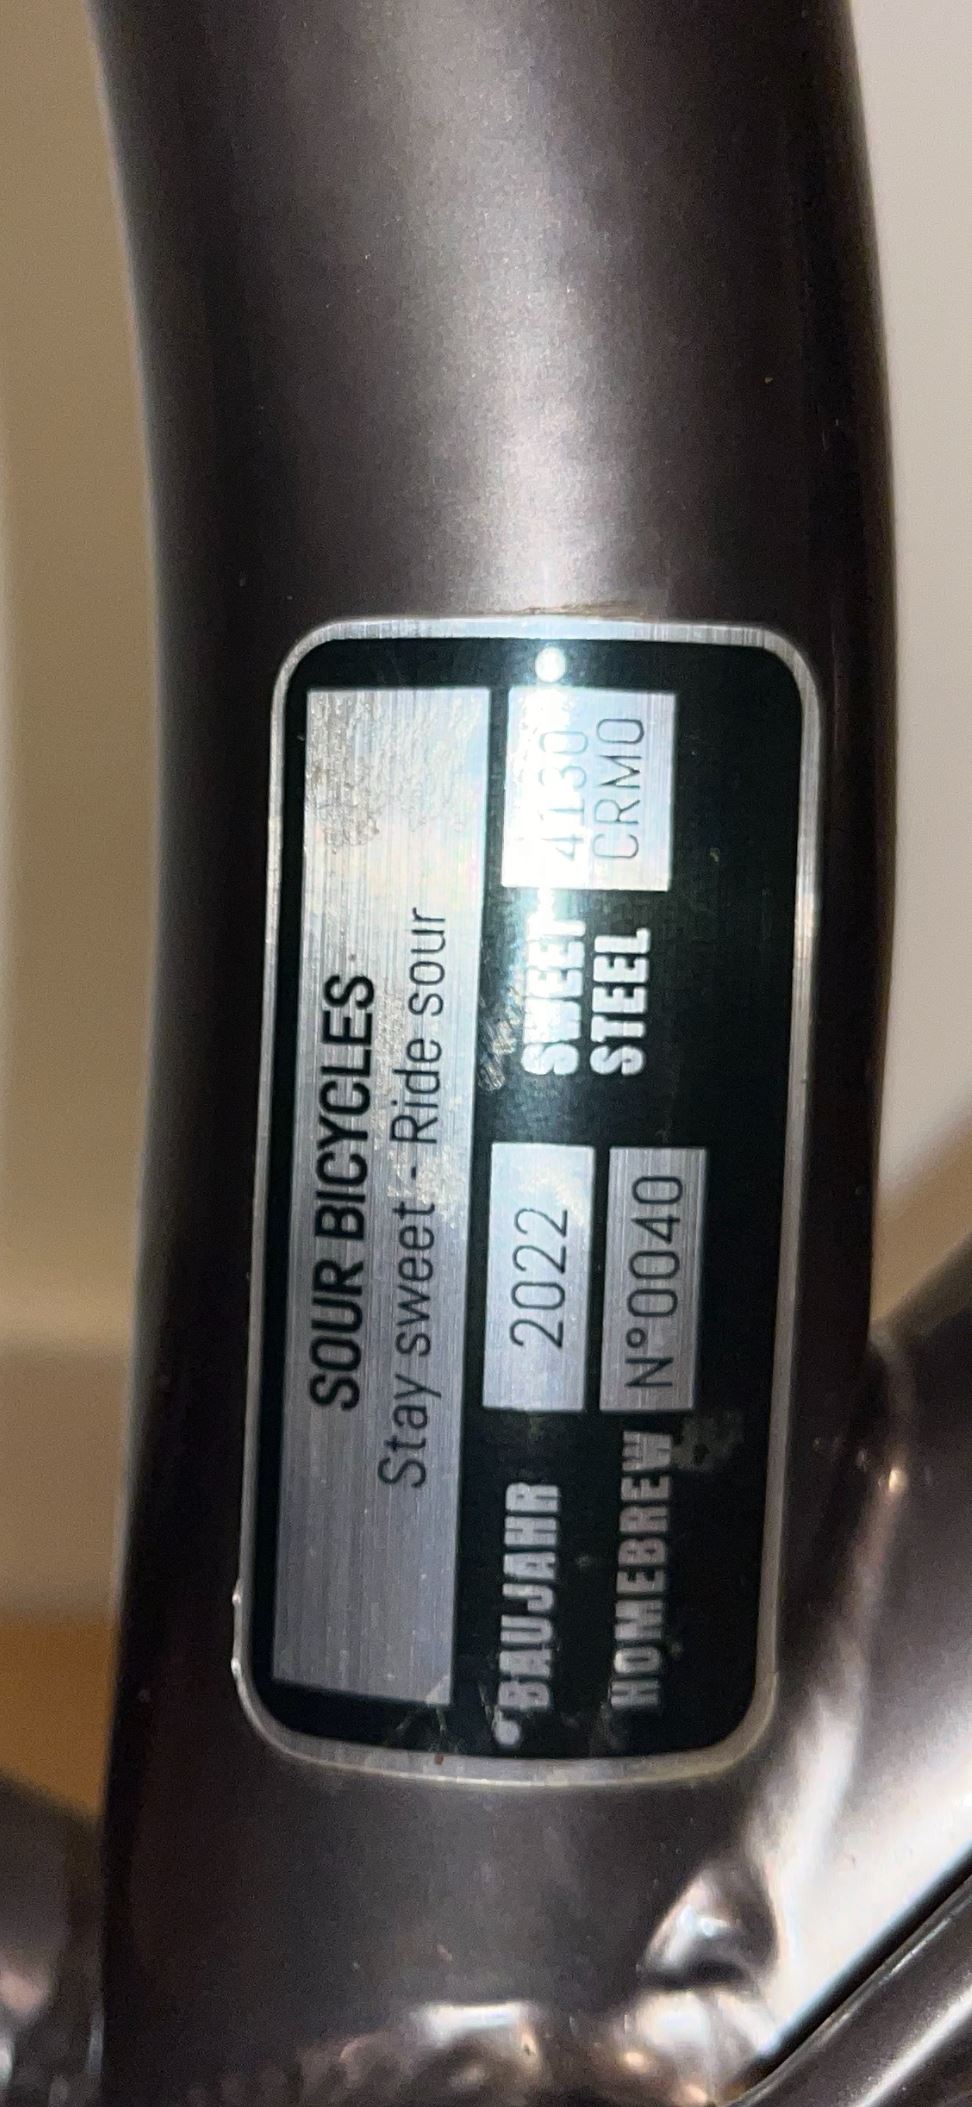 SOUR BICYCLES
Stay sweet - Ride sour
BAUJAHR 2022 SWEET 4130
HOMEBREW N°0040 STEEL CRMO